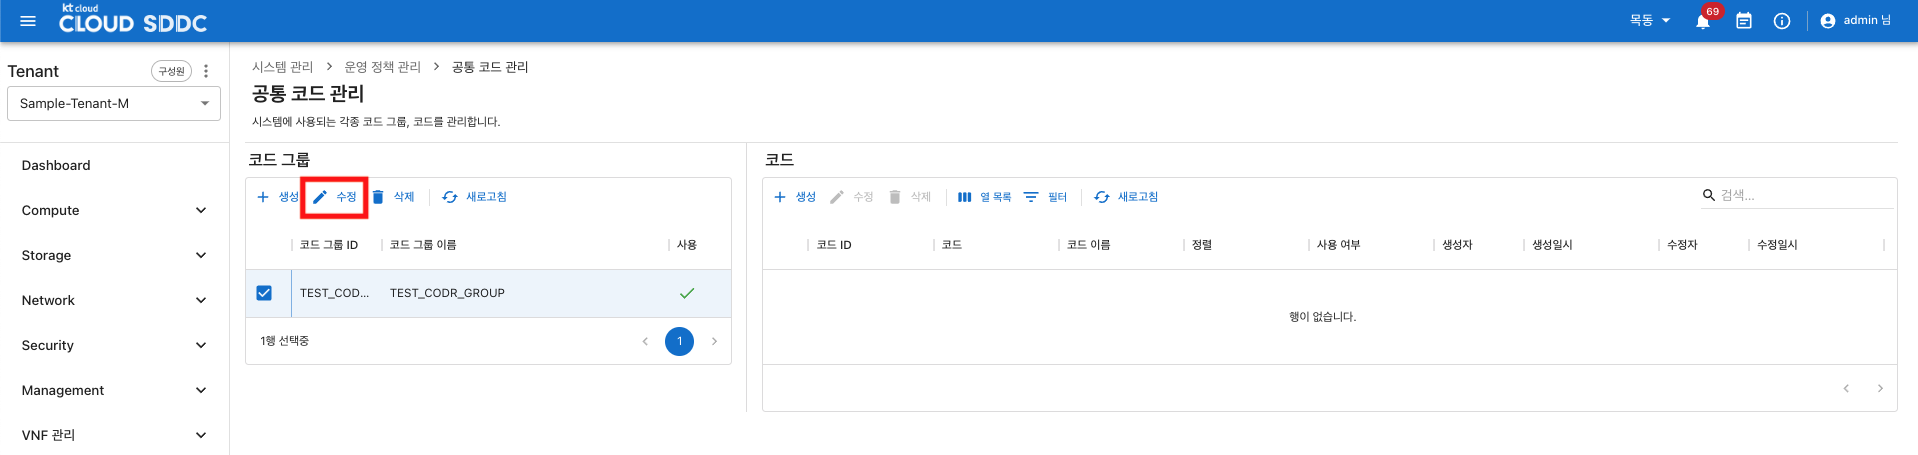 kt cloud
CLOUD SDDC
목동
69
admin 님
Tenant
구성원
Sample-Tenant-M
Dashboard
Compute
Storage
Network
Security
Management
VNF 관리
시스템 관리 > 운영 정책 관리 > 공통 코드 관리
공통 코드 관리
시스템에 사용되는 각종 코드 그룹, 코드를 관리합니다.
코드 그룹
생성 수정 삭제 새로고침
코드 그룹 ID 코드 그룹 이름 사용
TEST_COD... TEST_CODR_GROUP
1행 선택중
1
코드
생성 수정 삭제 열 목록 필터 새로고침 검색...
코드 ID 코드 코드 이름 정렬 사용 여부 생성자 생성일시 수정자 수정일시
행이 없습니다.